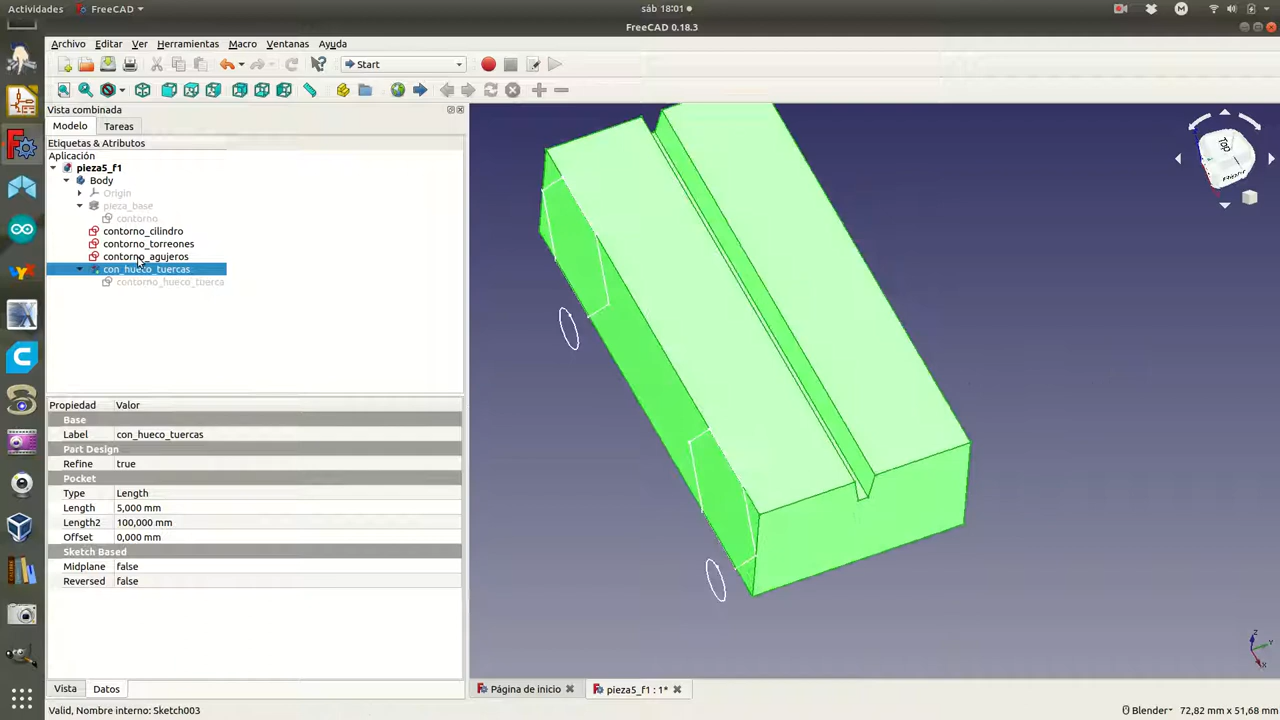 Actividades FreeCAD sáb 18:01
FreeCAD 0.18.3
Archivo Editar Ver Herramientas Macro Ventanas Ayuda
Start
Vista combinada
Modelo Tareas
Etiquetas & Atributos
Aplicación
pieza5_f1
Body
Origin
pieza_base
contorno
contorno_cilindro
contorno_torreones
contorno_agujeros
con_hueco_tuercas
contorno_hueco_tuerca
Propiedad Valor
Base
Label con_hueco_tuercas
Part Design
Refine true
Pocket
Type Length
Length 5,000 mm
Length2 100,000 mm
Offset 0,000 mm
Sketch Based
Midplane false
Reversed false
Vista Datos
Página de inicio pieza5_f1 : 1*
Valid, Nombre interno: Sketch003 Blender 72,82 mm x 51,68 mm
TOP
Z
Y
X